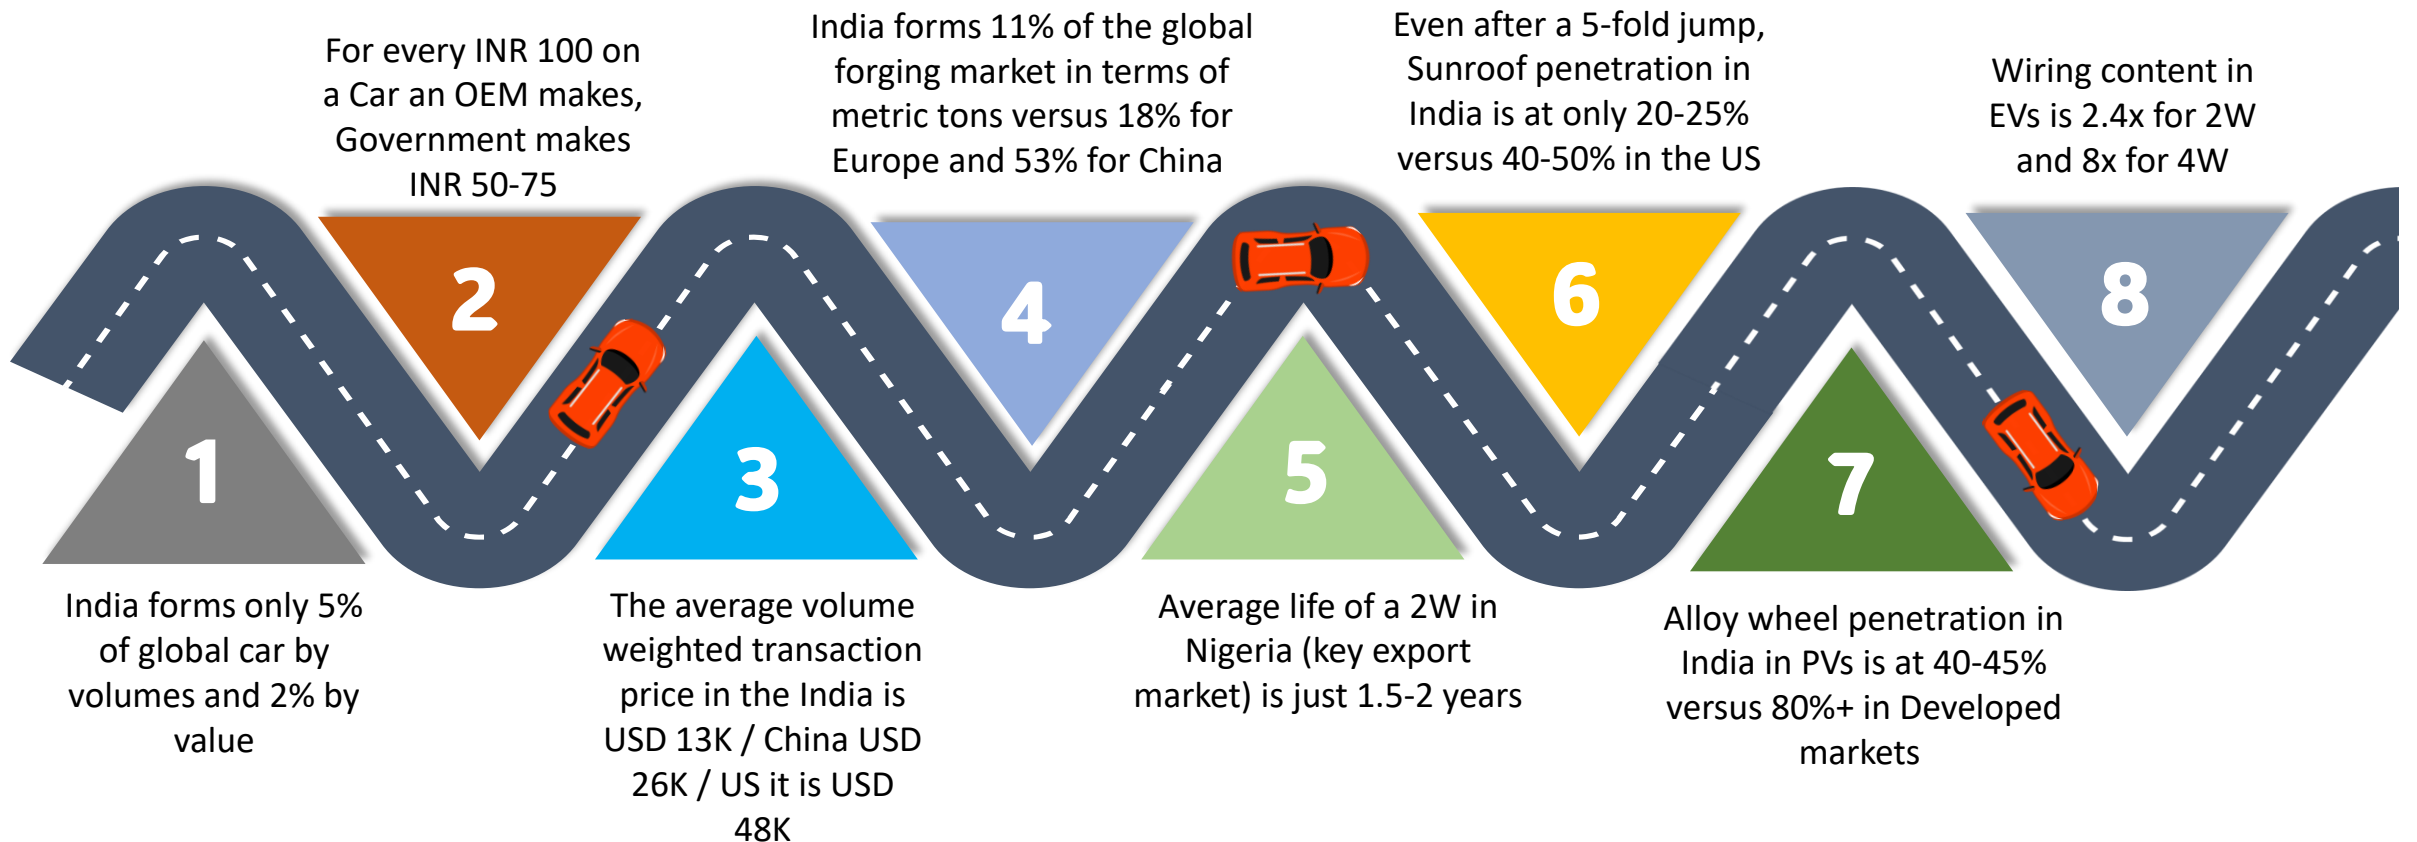 1
India forms only 5%
of global car by
volumes and 2% by
value
For every INR 100 on
a Car an OEM makes,
Government makes
INR 50-75
2
3
The average volume
weighted transaction
price in the India is
USD 13K / China USD
26K / US it is USD
48K
India forms 11% of the global
forging market in terms of
metric tons versus 18% for
Europe and 53% for China
4
5
Average life of a 2W in
Nigeria (key export
market) is just 1.5-2 years
Even after a 5-fold jump,
Sunroof penetration in
India is at only 20-25%
versus 40-50% in the US
6
7
Alloy wheel penetration in
India in PVs is at 40-45%
versus 80%+ in Developed
markets
Wiring content in
EVs is 2.4x for 2W
and 8x for 4W
8